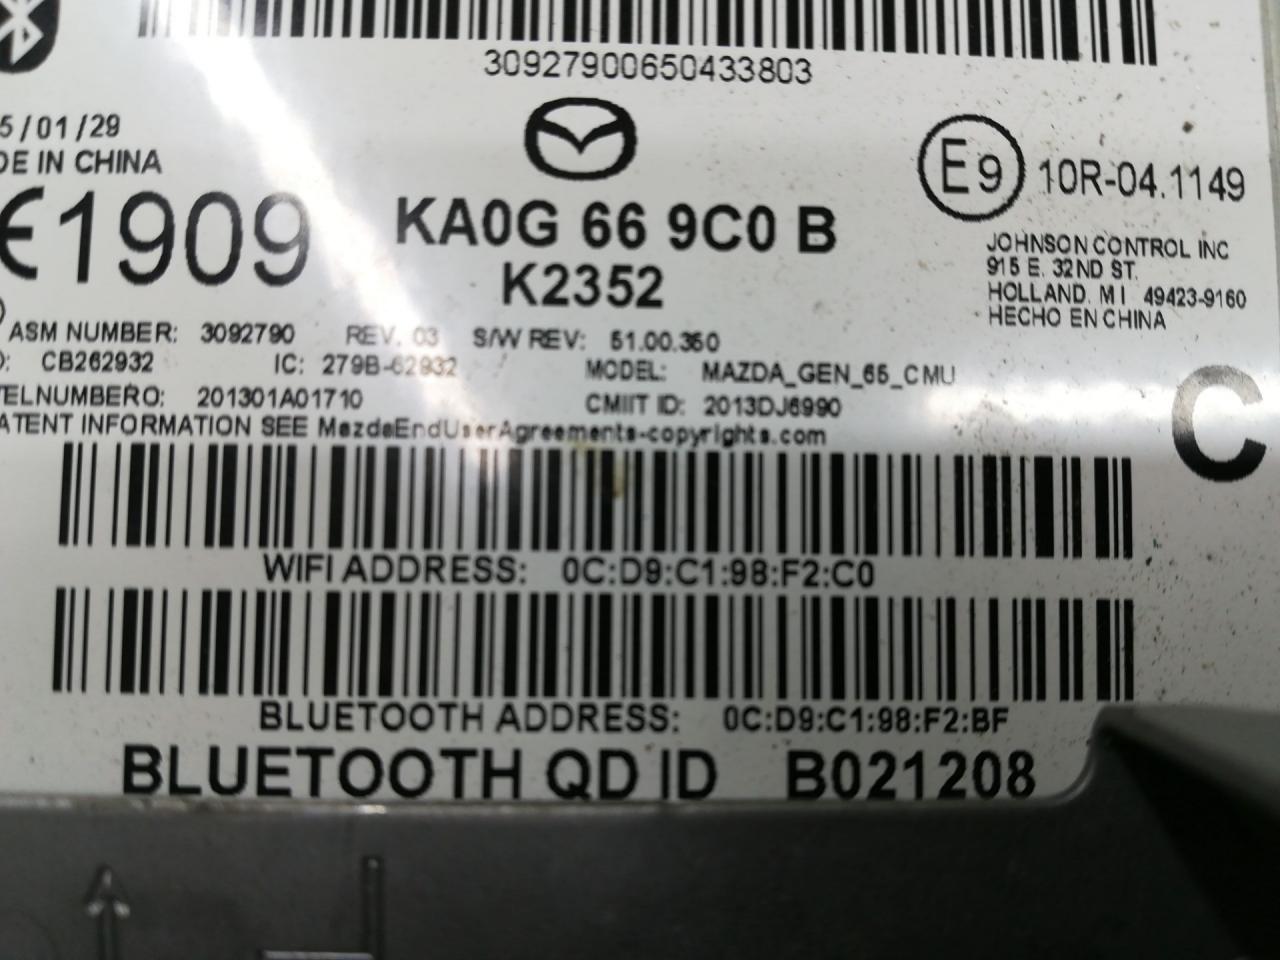 30927900650433803
5/01/29
DE IN CHINA
E9 10R-04.1149
CE1909
KA0G 66 9C0 B
K2352
JOHNSON CONTROL INC
915 E. 32ND ST.
HOLLAND. MI 49423-9160
HECHO EN CHINA
ASM NUMBER: 3092790 REV. 03 S/W REV: 51.00.350
D: CB262932 IC: 279B-62932 MODEL: MAZDA_GEN_65_CMU
TELNUMBERO: 201301A01710 CMIIT ID: 2013DJ6990
ATENT INFORMATION SEE MazdaEndUserAgreements-copyrights.com
C
WIFI ADDRESS: 0C:D9:C1:98:F2:C0
BLUETOOTH ADDRESS: 0C:D9:C1:98:F2:BF
BLUETOOTH QD ID B021208